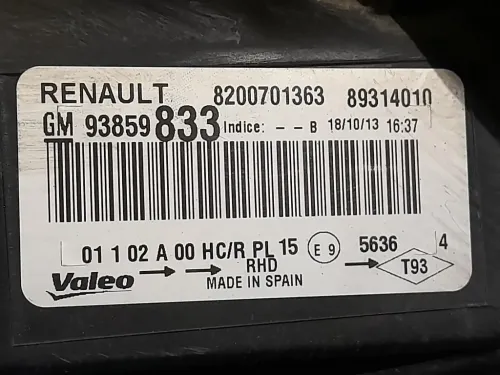 RENAULT 8200701363 89314010
GM 93859 833 Indice: - - B 18/10/13 16:37
01 1 02 A 00 HC/R PL 15 E 9 5636 4
Valeo → → RHD → T93
MADE IN SPAIN